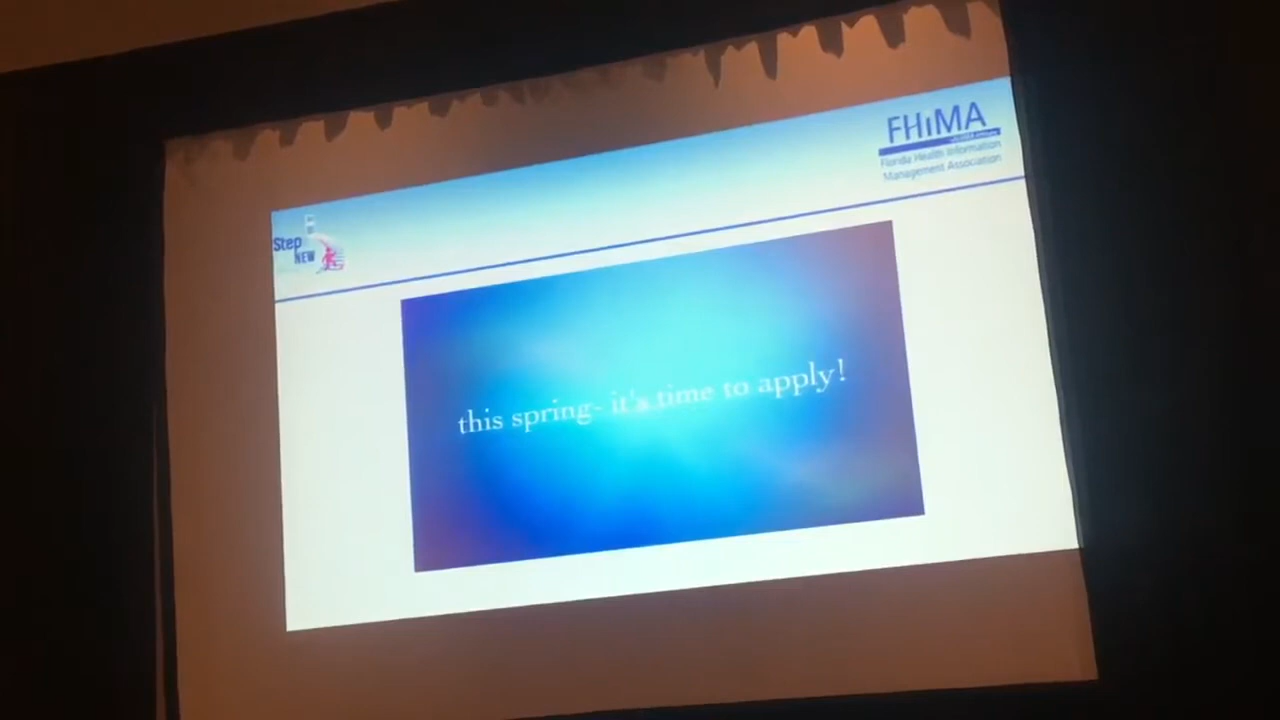 FHiMA
Florida Health Information
Management Association
Step
NEW
this spring- it's time to apply!